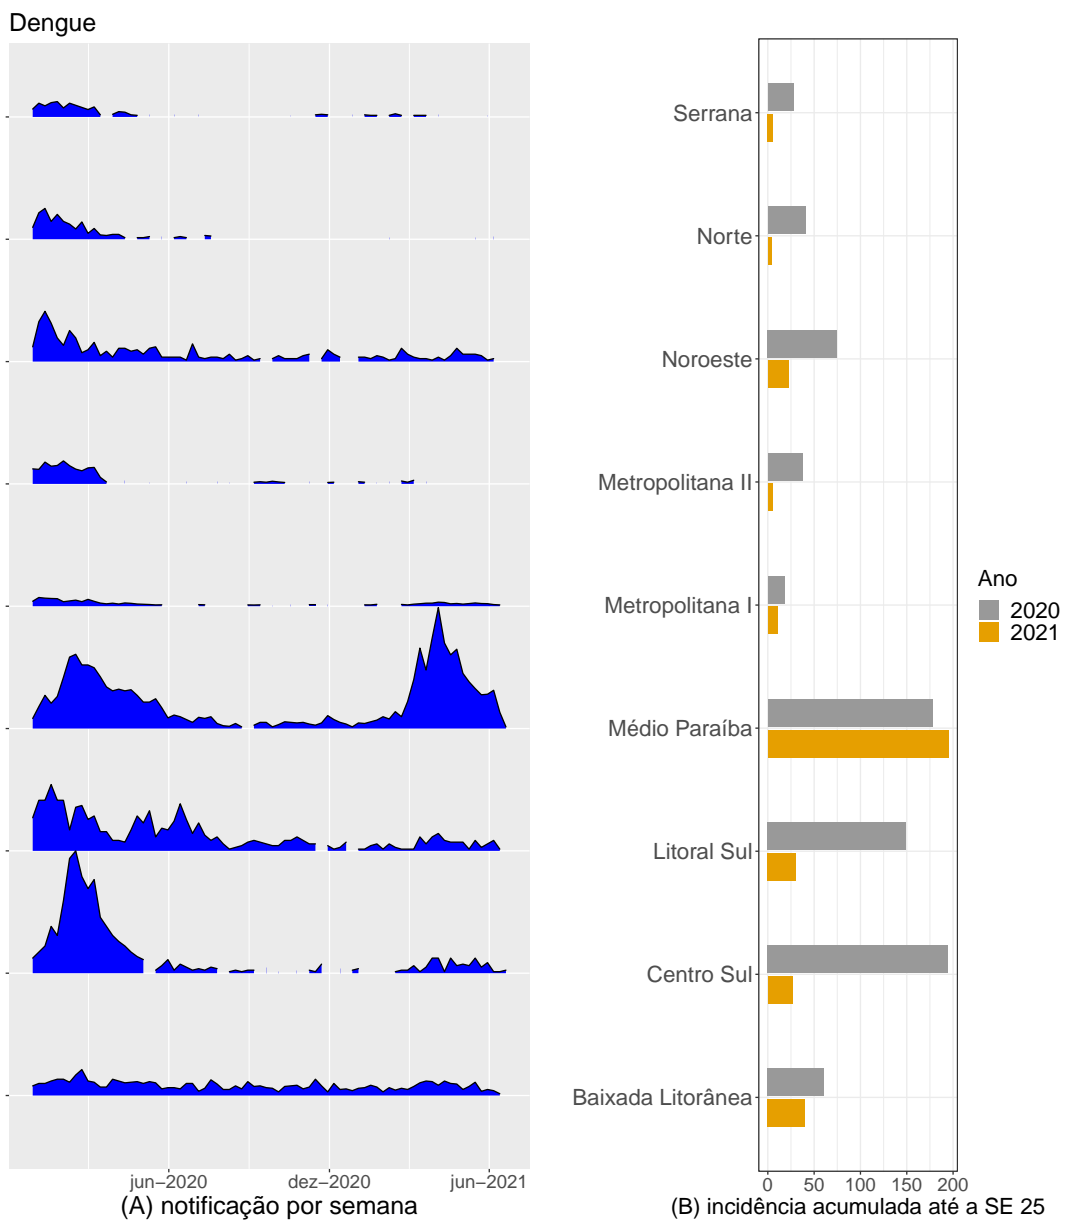 Dengue
Serrana
Norte
Noroeste
Metropolitana II
Metropolitana I
Médio Paraíba
Litoral Sul
Centro Sul
Baixada Litorânea
jun–2020 dez–2020 jun–2021
(A) notificação por semana
0 50 100 150 200
(B) incidência acumulada até a SE 25
Ano
2020
2021